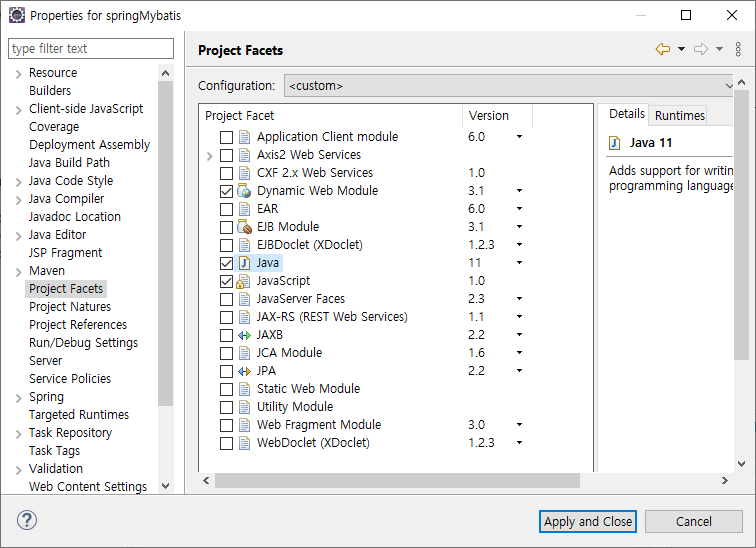 Properties for springMybatis
type filter text
Resource
Builders
Client-side JavaScript
Coverage
Deployment Assembly
Java Build Path
Java Code Style
Java Compiler
Javadoc Location
Java Editor
JSP Fragment
Maven
Project Facets
Project Natures
Project References
Run/Debug Settings
Server
Service Policies
Spring
Targeted Runtimes
Task Repository
Task Tags
Validation
Web Content Settings
Project Facets
Configuration: <custom>
Project Facet Version
Application Client module 6.0
Axis2 Web Services
CXF 2.x Web Services 1.0
Dynamic Web Module 3.1
EAR 6.0
EJB Module 3.1
EJBDoclet (XDoclet) 1.2.3
Java 11
JavaScript 1.0
JavaServer Faces 2.3
JAX-RS (REST Web Services) 1.1
JAXB 2.2
JCA Module 1.6
JPA 2.2
Static Web Module
Utility Module
Web Fragment Module 3.0
WebDoclet (XDoclet) 1.2.3
Details Runtimes
Java 11
Adds support for writin
programming language
Apply and Close Cancel